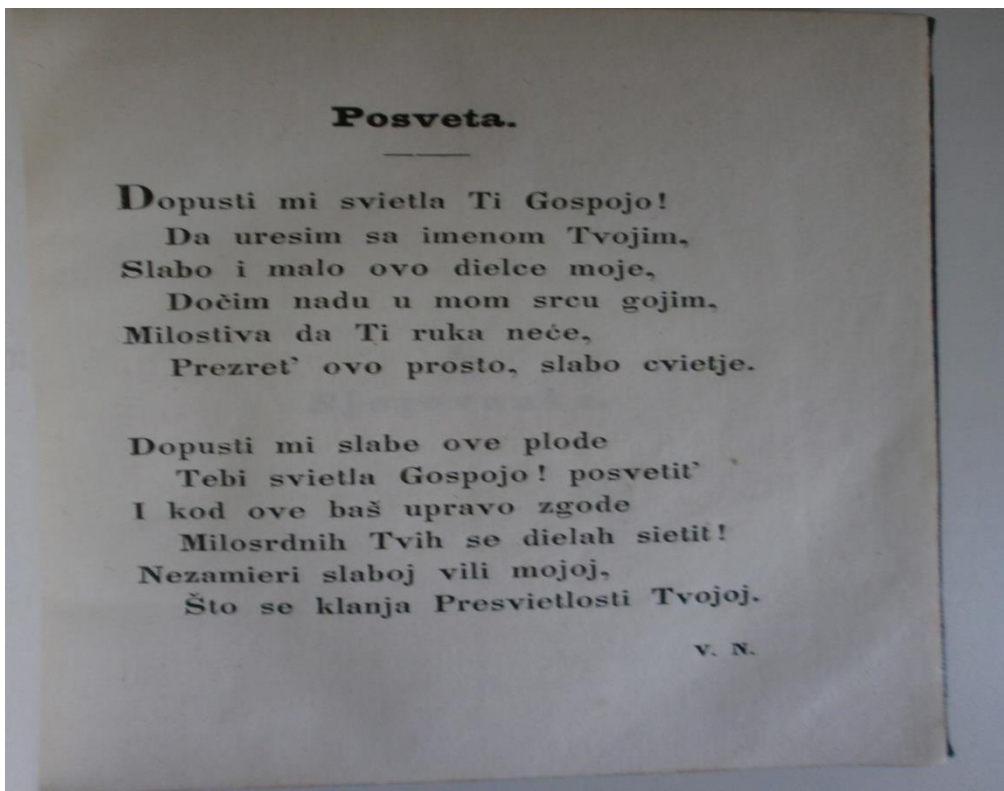 Posveta.
Dopusti mi svietla Ti Gospojo!
Da uresim sa imenom Tvojim,
Slabo i malo ovo dielce moje,
Dočim nadu u mom srcu gojim,
Milostiva da Ti ruka neće,
Prezret’ ovo prosto, slabo cvietje.
Dopusti mi slabe ove plode
Tebi svietla Gospojo! posvetit’
I kod ove baš upravo zgode
Milosrdnih Tvih se dielah sietit!
Nezamieri slaboj vili mojoj,
Što se klanja Presvietlosti Tvojoj.
V. N.